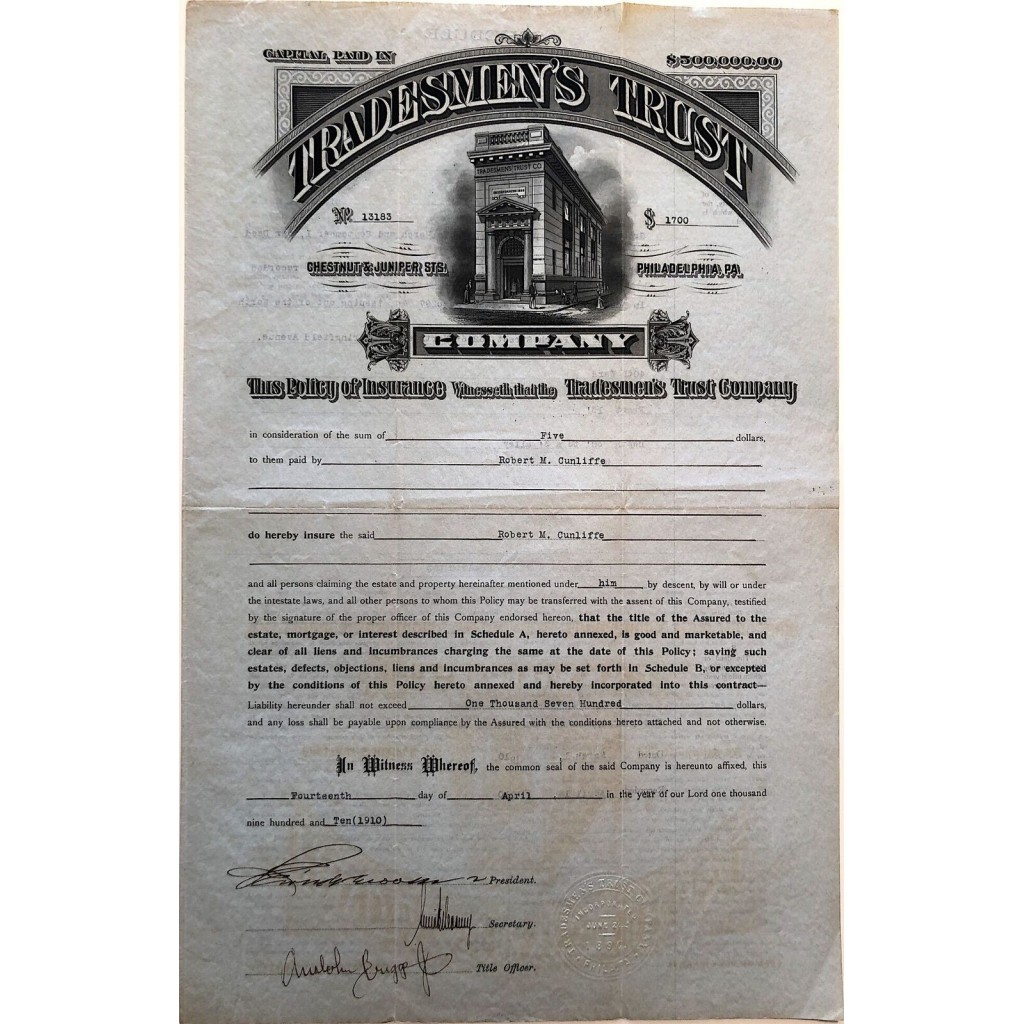 CAPITAL PAID IN $500,000.00
TRADESMEN'S TRUST
TRADESMENS TRUST CO
No 13183 $ 1700
CHESTNUT & JUNIPER STS. PHILADELPHIA, PA.
COMPANY
This Policy of Insurance Witnesseth, that the Tradesmen's Trust Company
in consideration of the sum of Five dollars,
to them paid by Robert M. Cunliffe
do hereby insure the said Robert M. Cunliffe
and all persons claiming the estate and property hereinafter mentioned under him by descent, by will or under
the intestate laws, and all other persons to whom this Policy may be transferred with the assent of this Company, testified
by the signature of the proper officer of this Company endorsed hereon, that the title of the Assured to the
estate, mortgage, or interest described in Schedule A, hereto annexed, is good and marketable, and
clear of all liens and incumbrances charging the same at the date of this Policy; saving such
estates, defects, objections, liens and incumbrances as may be set forth in Schedule B, or excepted
by the conditions of this Policy hereto annexed and hereby incorporated into this contract—
Liability hereunder shall not exceed One Thousand Seven Hundred dollars,
and any loss shall be payable upon compliance by the Assured with the conditions hereto attached and not otherwise.
In Witness Whereof, the common seal of the said Company is hereunto affixed, this
Fourteenth day of April in the year of our Lord one thousand
nine hundred and Ten(1910)
President.
Secretary.
Title Officer.
TRADESMEN'S TRUST COMPANY
INCORPORATED
JUNE